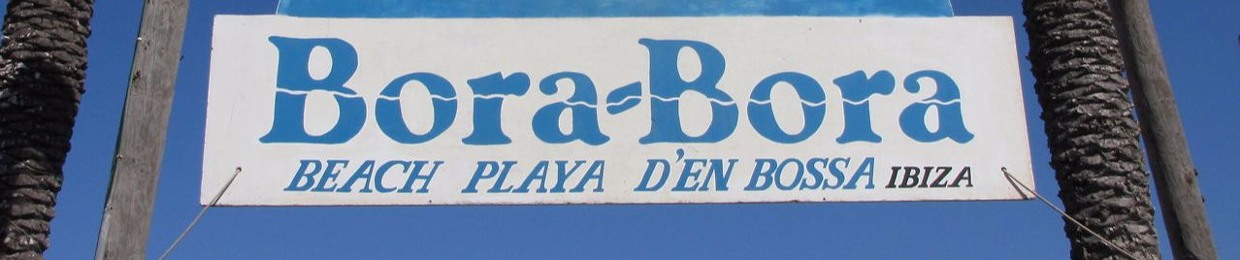 Bora-Bora
BEACH PLAYA D'EN BOSSA IBIZA